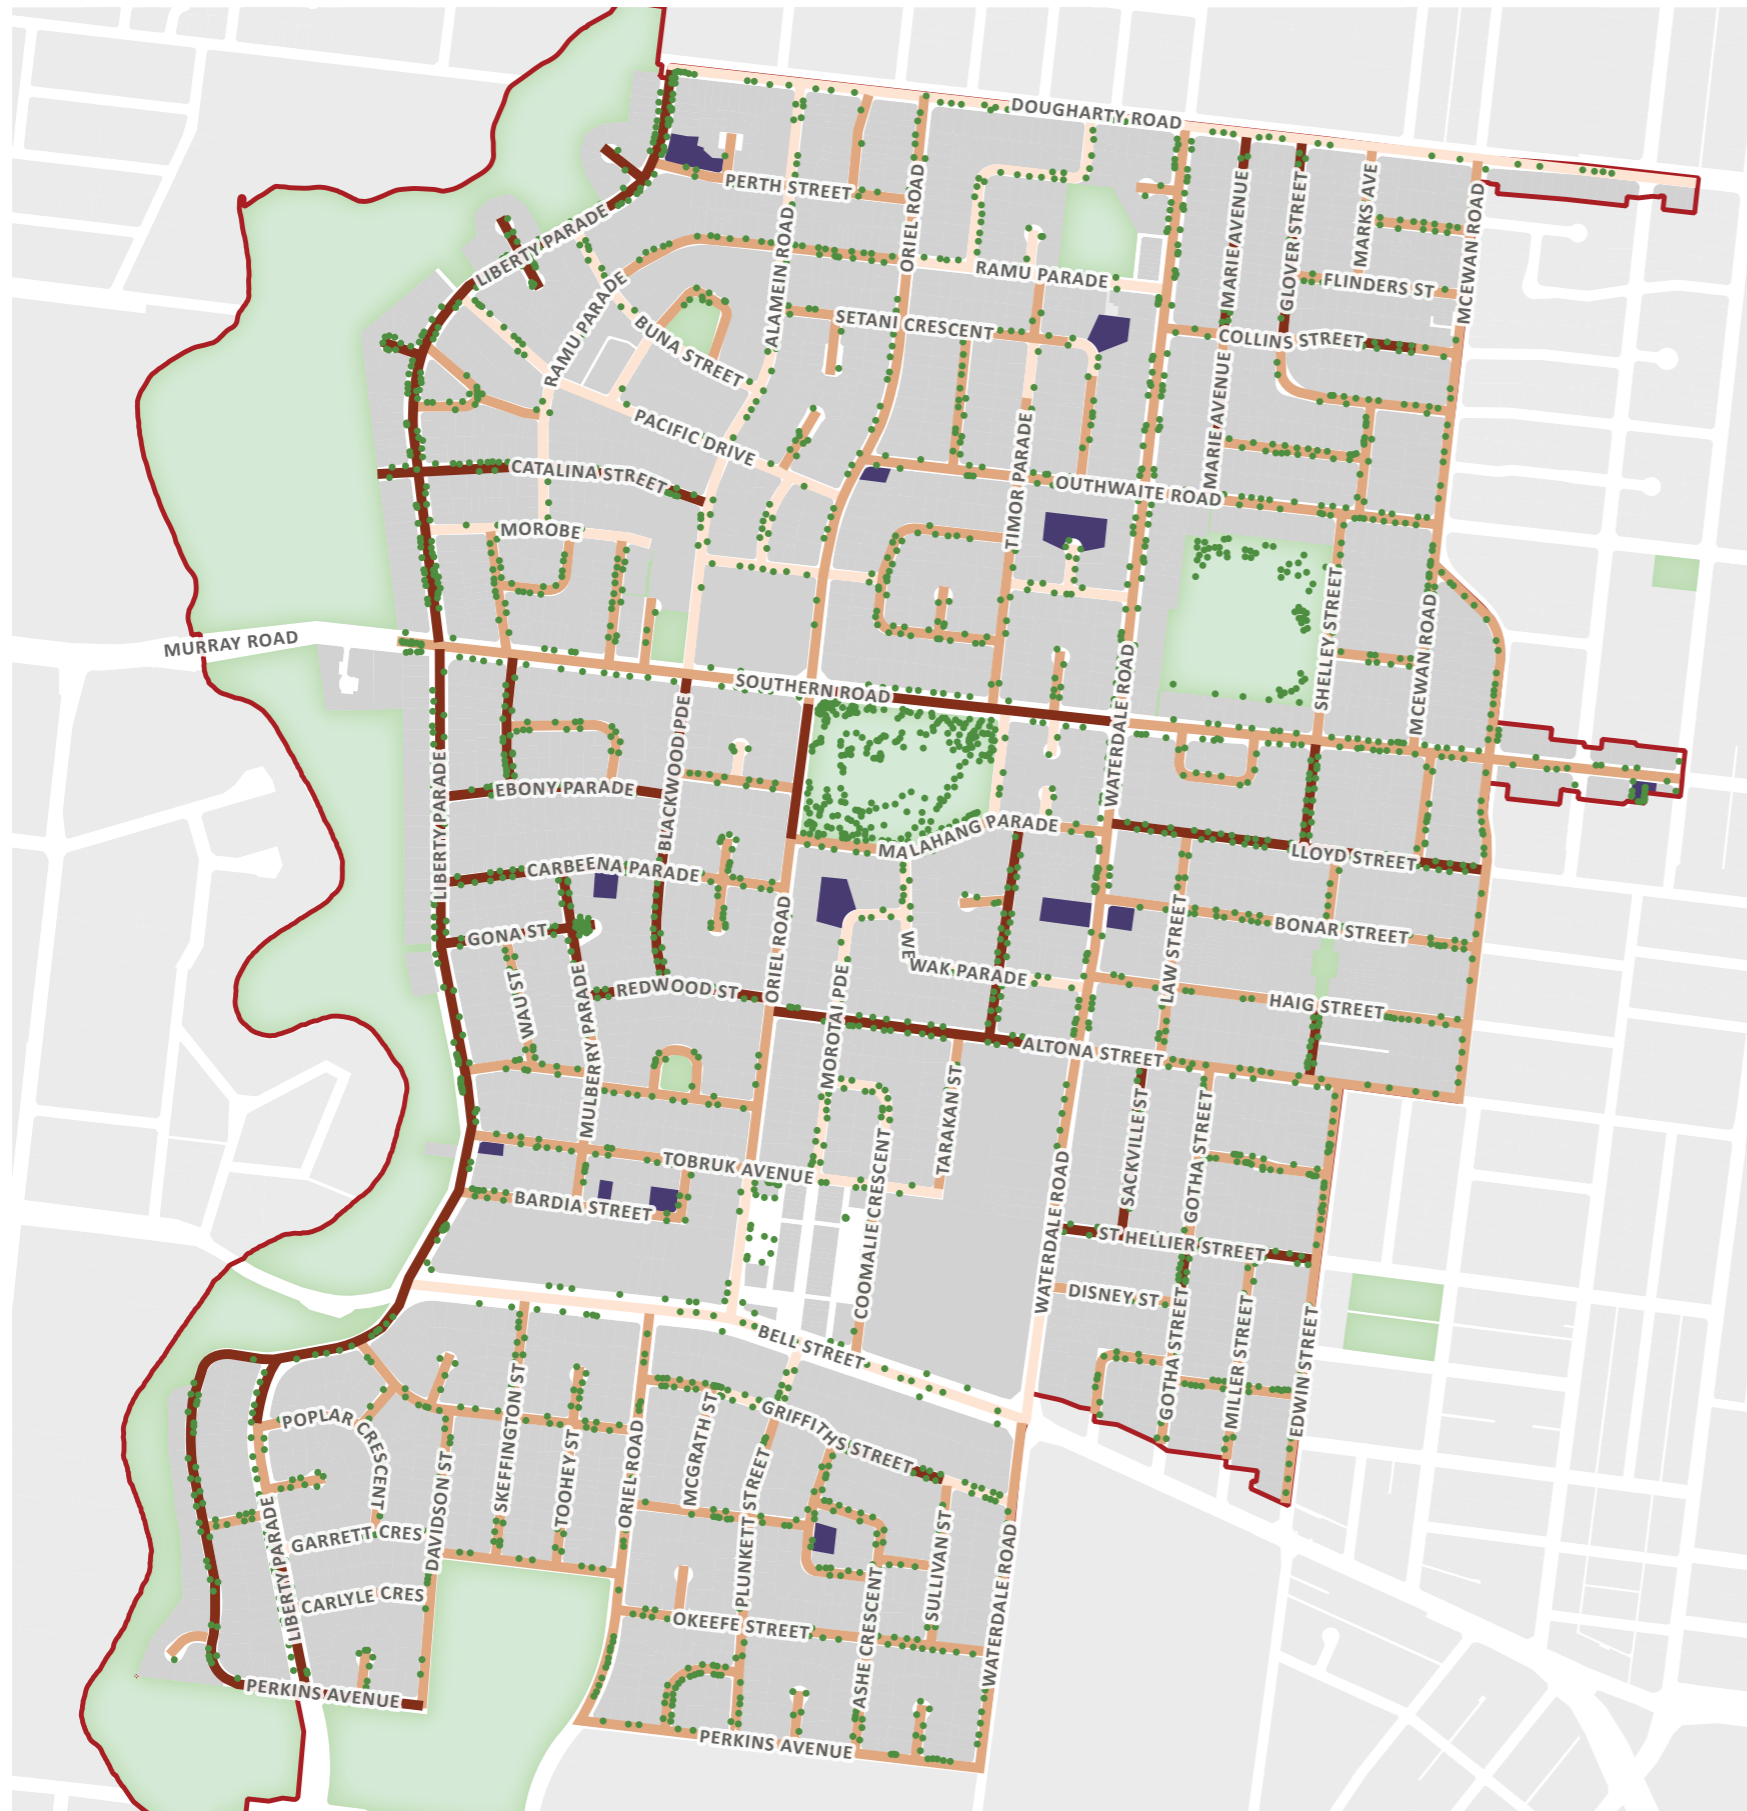 DOUGHARTY ROAD
PERTH STREET
ORIEL ROAD
ALAMEIN ROAD
MARIE AVENUE
GLOVER STREET
MARKS AVE
MCEWAN ROAD
LIBERTY PARADE
RAMU PARADE
RAMU PARADE
FLINDERS ST
BUNA STREET
SETANI CRESCENT
COLLINS STREET
MARIE AVENUE
PACIFIC DRIVE
CATALINA STREET
TIMOR PARADE
OUTHWAITE ROAD
MOROBE
MURRAY ROAD
SHELLEY STREET
MCEWAN ROAD
SOUTHERN ROAD
WATERDALE ROAD
LIBERTY PARADE
BLACKWOOD PDE
EBONY PARADE
MALAHANG PARADE
LLOYD STREET
CARBEENA PARADE
ORIEL ROAD
GONA ST
BONAR STREET
LAW STREET
WEWAK PARADE
WAU ST
MULBERRY PARADE
REDWOOD ST
HAIG STREET
MOROTAI PDE
ALTONA STREET
TARAKAN ST
SACKVILLE ST
GOTHA STREET
TOBRUK AVENUE
BARDIA STREET
COOMALIE CRESCENT
WATERDALE ROAD
ST HELLIER STREET
DISNEY ST
GOTHA STREET
MILLER STREET
EDWIN STREET
BELL STREET
POPLAR CRESCENT
SKEFFINGTON ST
TOOHEY ST
ORIEL ROAD
MCGRATH ST
GRIFFITHS STREET
DAVIDSON ST
PLUNKETT STREET
LIBERTY PARADE
GARRETT CRES
CARLYLE CRES
SULLIVAN ST
WATERDALE ROAD
OKEEFE STREET
ASHE CRESCENT
PERKINS AVENUE
PERKINS AVENUE